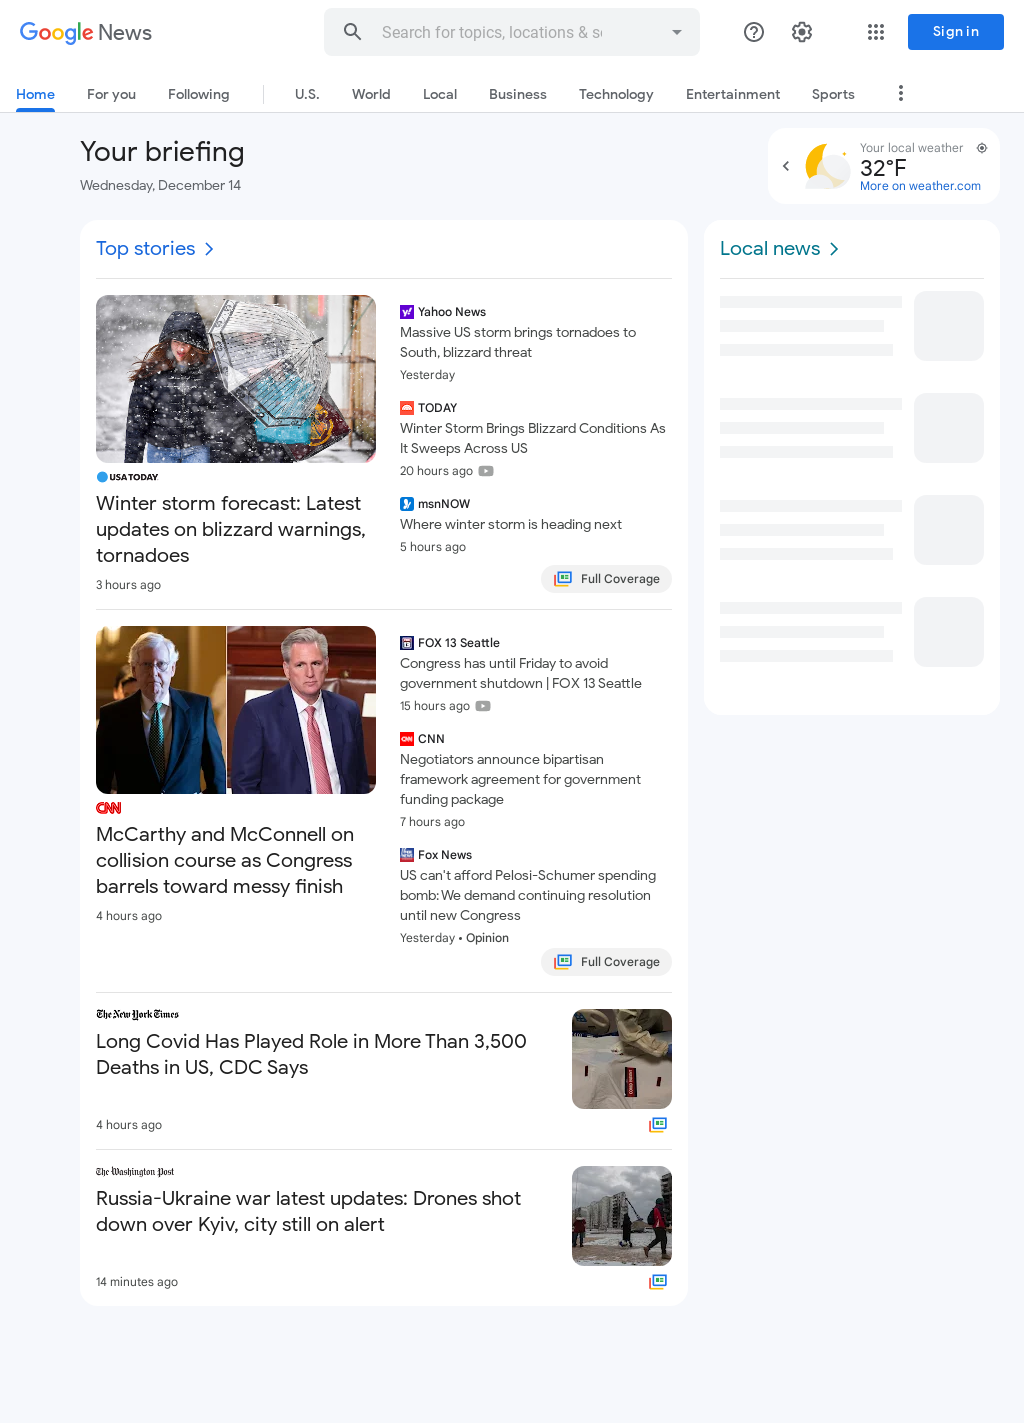 Google News
Search for topics, locations & so
Sign in
Home For you Following U.S. World Local Business Technology Entertainment Sports
Your briefing
Wednesday, December 14
Your local weather
32°F
More on weather.com
Top stories
USA TODAY
Winter storm forecast: Latest
updates on blizzard warnings,
tornadoes
3 hours ago
Yahoo News
Massive US storm brings tornadoes to
South, blizzard threat
Yesterday
TODAY
Winter Storm Brings Blizzard Conditions As
It Sweeps Across US
20 hours ago
msnNOW
Where winter storm is heading next
5 hours ago
Full Coverage
CNN
McCarthy and McConnell on
collision course as Congress
barrels toward messy finish
4 hours ago
FOX 13 Seattle
Congress has until Friday to avoid
government shutdown | FOX 13 Seattle
15 hours ago
CNN
Negotiators announce bipartisan
framework agreement for government
funding package
7 hours ago
Fox News
US can't afford Pelosi-Schumer spending
bomb: We demand continuing resolution
until new Congress
Yesterday • Opinion
Full Coverage
The New York Times
Long Covid Has Played Role in More Than 3,500
Deaths in US, CDC Says
4 hours ago
The Washington Post
Russia-Ukraine war latest updates: Drones shot
down over Kyiv, city still on alert
14 minutes ago
Local news